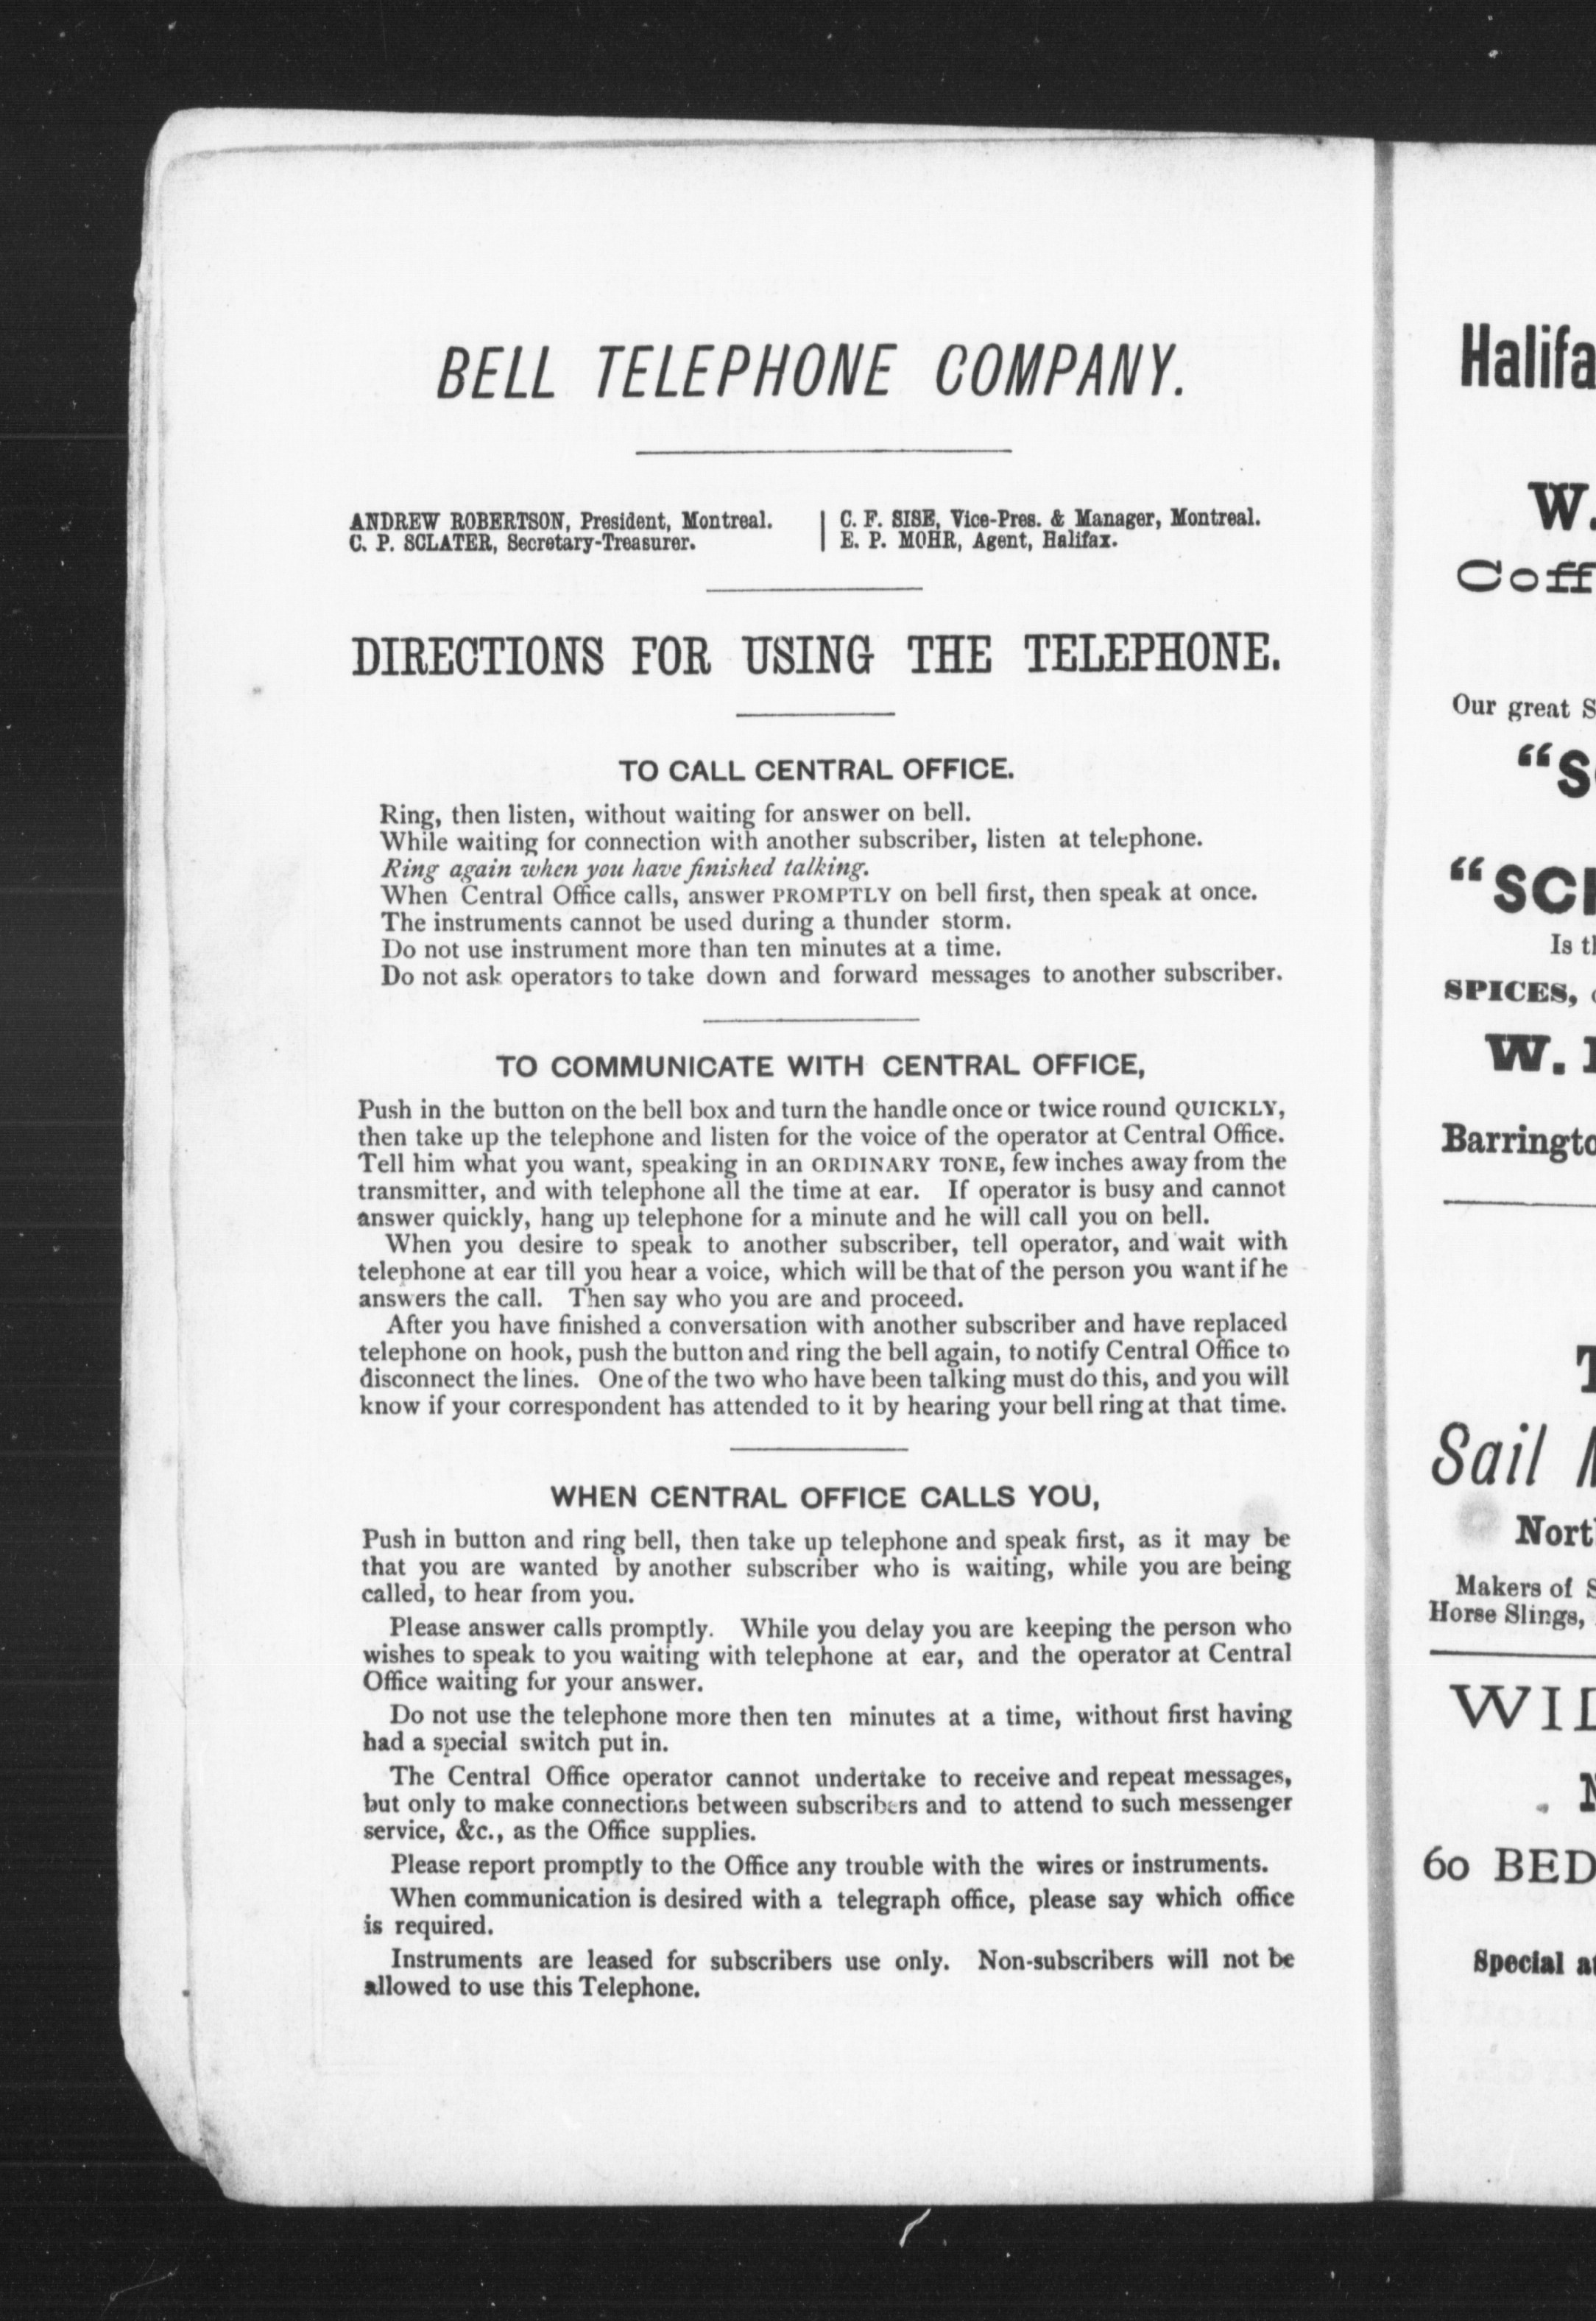 BELL TELEPHONE COMPANY.
ANDREW ROBERTSON, President, Montreal.
C. P. SCLATER, Secretary-Treasurer.
C. F. SISE, Vice-Pres. & Manager, Montreal.
E. P. MOHR, Agent, Halifax.
DIRECTIONS FOR USING THE TELEPHONE.
TO CALL CENTRAL OFFICE.
Ring, then listen, without waiting for answer on bell.
While waiting for connection with another subscriber, listen at telephone.
Ring again when you have finished talking.
When Central Office calls, answer PROMPTLY on bell first, then speak at once.
The instruments cannot be used during a thunder storm.
Do not use instrument more than ten minutes at a time.
Do not ask operators to take down and forward messages to another subscriber.
TO COMMUNICATE WITH CENTRAL OFFICE,
Push in the button on the bell box and turn the handle once or twice round QUICKLY,
then take up the telephone and listen for the voice of the operator at Central Office.
Tell him what you want, speaking in an ORDINARY TONE, few inches away from the
transmitter, and with telephone all the time at ear. If operator is busy and cannot
answer quickly, hang up telephone for a minute and he will call you on bell.
When you desire to speak to another subscriber, tell operator, and wait with
telephone at ear till you hear a voice, which will be that of the person you want if he
answers the call. Then say who you are and proceed.
After you have finished a conversation with another subscriber and have replaced
telephone on hook, push the button and ring the bell again, to notify Central Office to
disconnect the lines. One of the two who have been talking must do this, and you will
know if your correspondent has attended to it by hearing your bell ring at that time.
WHEN CENTRAL OFFICE CALLS YOU,
Push in button and ring bell, then take up telephone and speak first, as it may be
that you are wanted by another subscriber who is waiting, while you are being
called, to hear from you.
Please answer calls promptly. While you delay you are keeping the person who
wishes to speak to you waiting with telephone at ear, and the operator at Central
Office waiting for your answer.
Do not use the telephone more then ten minutes at a time, without first having
had a special switch put in.
The Central Office operator cannot undertake to receive and repeat messages,
but only to make connections between subscribers and to attend to such messenger
service, &c., as the Office supplies.
Please report promptly to the Office any trouble with the wires or instruments.
When communication is desired with a telegraph office, please say which office
is required.
Instruments are leased for subscribers use only. Non-subscribers will not be
allowed to use this Telephone.
Halifa
W.
Coff
Our great S
"S
"SC
Is t
SPICES,
W.
Barringto
T
Sail
Nort
Makers of S
Horse Slings,
WI
60 BED
Special a